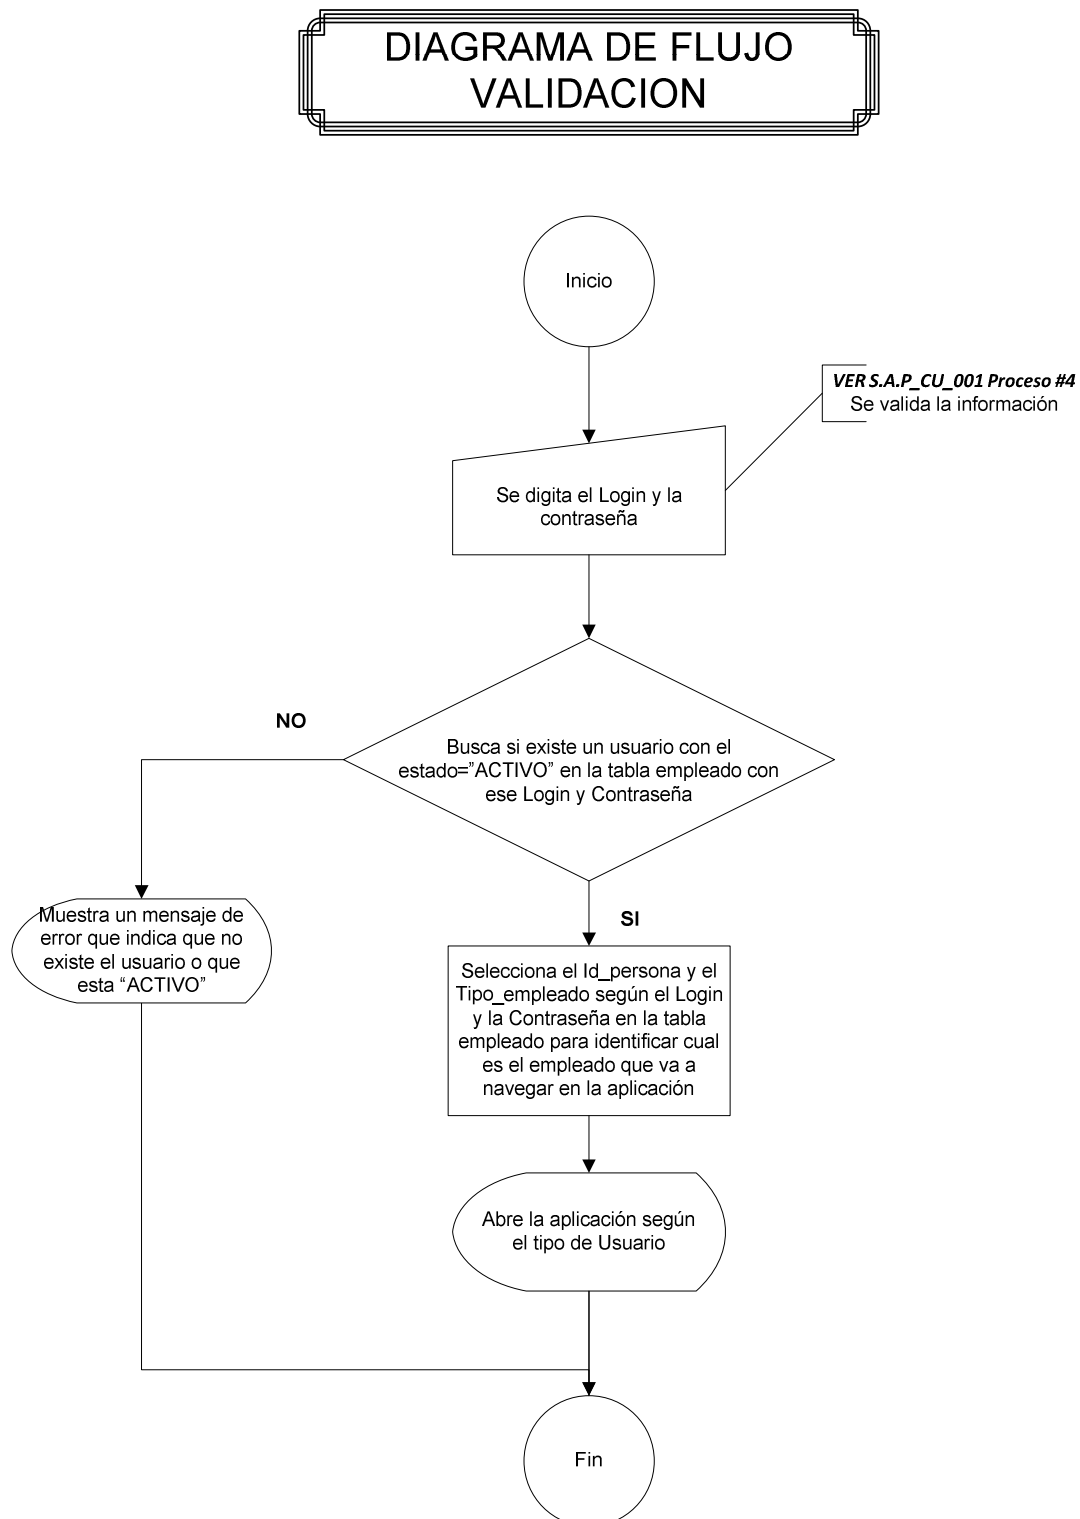 DIAGRAMA DE FLUJO
VALIDACION
Inicio
VER S.A.P_CU_001 Proceso #4
Se valida la información
Se digita el Login y la
contraseña
NO
Busca si existe un usuario con el
estado=”ACTIVO” en la tabla empleado con
ese Login y Contraseña
Muestra un mensaje de
error que indica que no
existe el usuario o que
esta “ACTIVO”
SI
Selecciona el Id_persona y el
Tipo_empleado según el Login
y la Contraseña en la tabla
empleado para identificar cual
es el empleado que va a
navegar en la aplicación
Abre la aplicación según
el tipo de Usuario
Fin